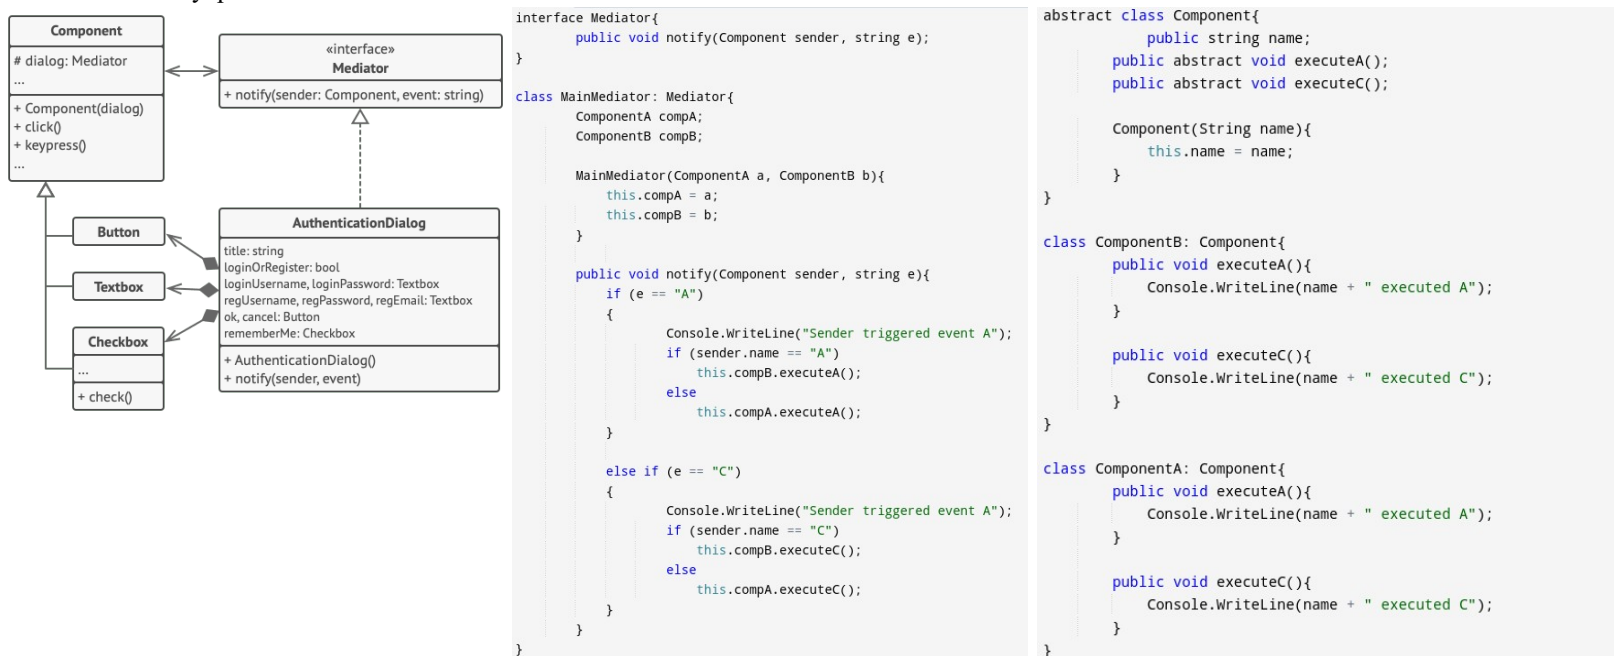 Component
# dialog: Mediator
...
+ Component(dialog)
+ click()
+ keypress()
...
«interface»
Mediator
+ notify(sender: Component, event: string)
Button
Textbox
Checkbox
...
+ check()
AuthenticationDialog
title: string
loginOrRegister: bool
loginUsername, loginPassword: Textbox
regUsername, regPassword, regEmail: Textbox
ok, cancel: Button
rememberMe: Checkbox
+ AuthenticationDialog()
+ notify(sender, event)
interface Mediator{
public void notify(Component sender, string e);
}
class MainMediator: Mediator{
ComponentA compA;
ComponentB compB;
MainMediator(ComponentA a, ComponentB b){
this.compA = a;
this.compB = b;
}
public void notify(Component sender, string e){
if (e == "A")
{
Console.WriteLine("Sender triggered event A");
if (sender.name == "A")
this.compB.executeA();
else
this.compA.executeA();
}
else if (e == "C")
{
Console.WriteLine("Sender triggered event A");
if (sender.name == "C")
this.compB.executeC();
else
this.compA.executeC();
}
}
}
abstract class Component{
public string name;
public abstract void executeA();
public abstract void executeC();
Component(String name){
this.name = name;
}
}
class ComponentB: Component{
public void executeA(){
Console.WriteLine(name + " executed A");
}
public void executeC(){
Console.WriteLine(name + " executed C");
}
}
class ComponentA: Component{
public void executeA(){
Console.WriteLine(name + " executed A");
}
public void executeC(){
Console.WriteLine(name + " executed C");
}
}